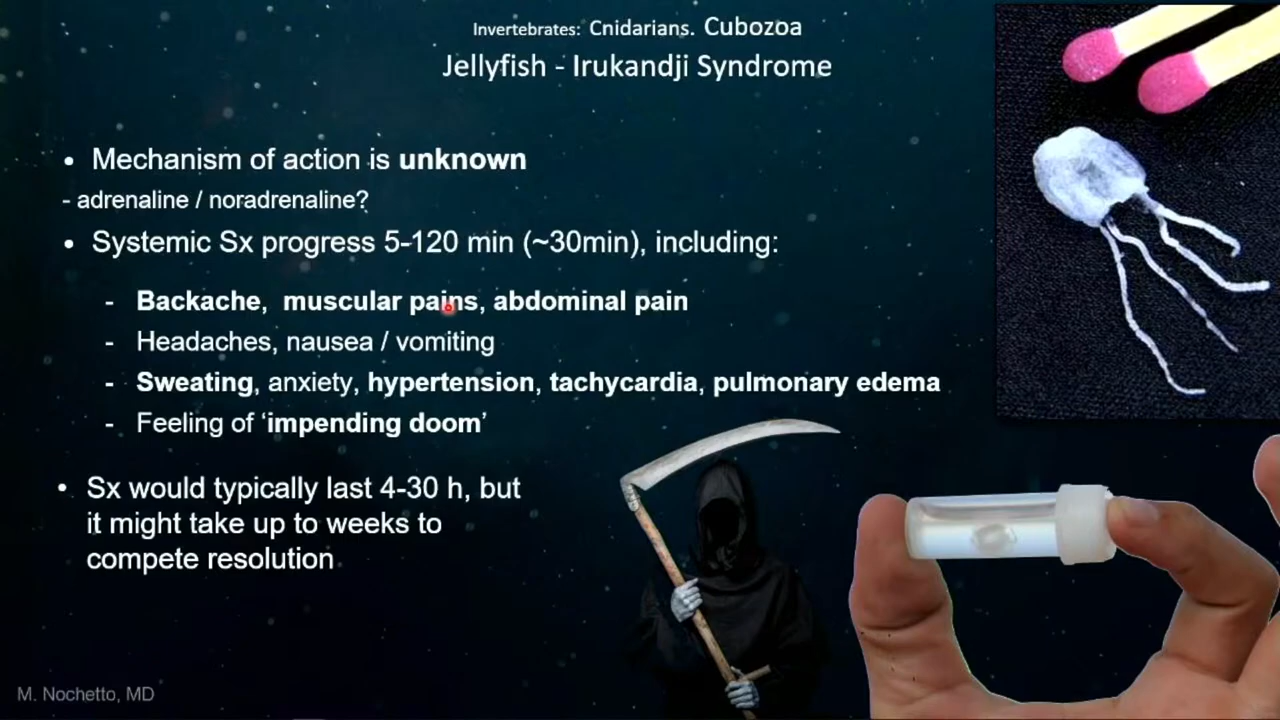 Invertebrates: Cnidarians. Cubozoa
Jellyfish - Irukandji Syndrome
• Mechanism of action is unknown
- adrenaline / noradrenaline?
• Systemic Sx progress 5-120 min (~30min), including:
- Backache, muscular pains, abdominal pain
- Headaches, nausea / vomiting
- Sweating, anxiety, hypertension, tachycardia, pulmonary edema
- Feeling of ‘impending doom’
• Sx would typically last 4-30 h, but
it might take up to weeks to
compete resolution
M. Nochetto, MD